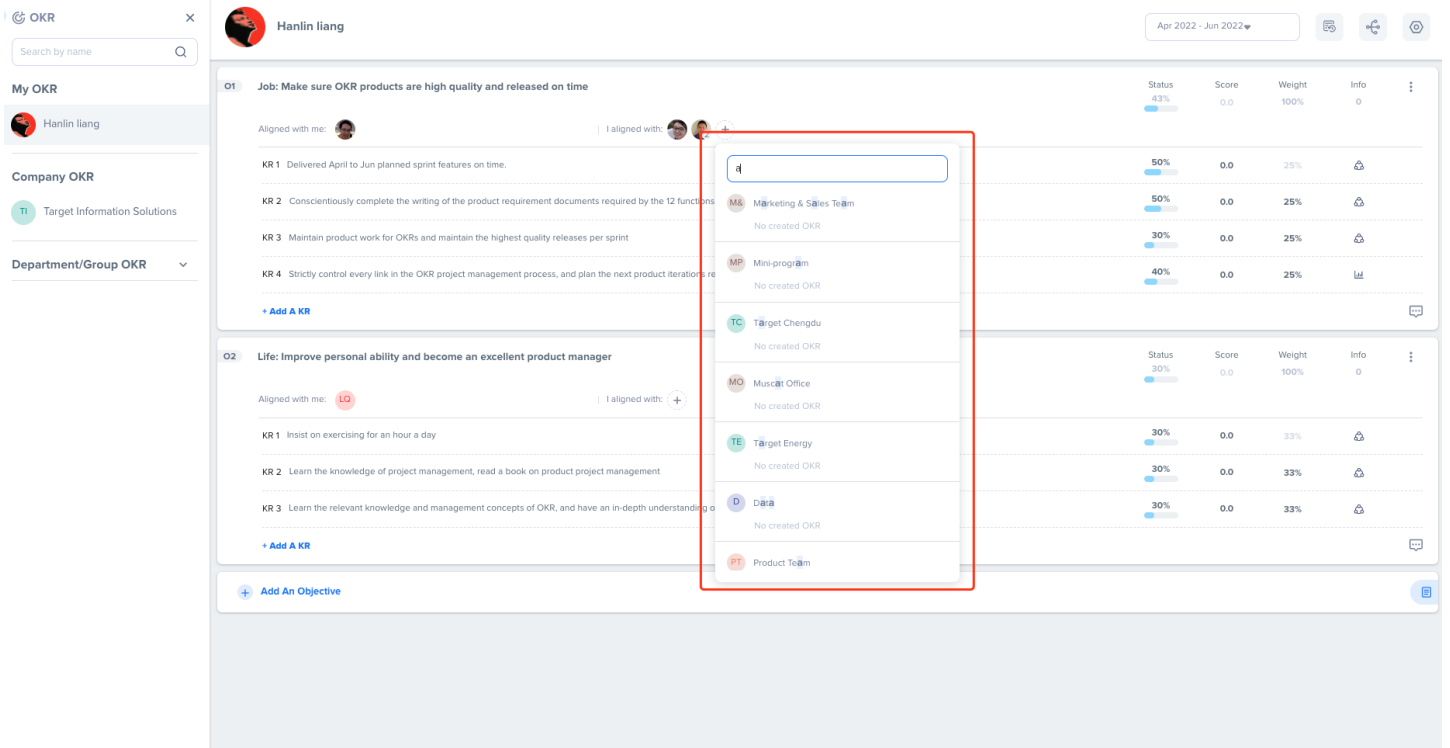 OKR
Search by name
My OKR
Hanlin liang
Company OKR
TI Target Information Solutions
Department/Group OKR
Hanlin liang
Apr 2022 - Jun 2022
O1 Job: Make sure OKR products are high quality and released on time Status Score Weight Info
43% 0.0 100% 0
Aligned with me: I aligned with:
KR 1 Delivered April to Jun planned sprint features on time. 50% 0.0 25%
KR 2 Conscientiously complete the writing of the product requirement documents required by the 12 functions 50% 0.0 25%
KR 3 Maintain product work for OKRs and maintain the highest quality releases per sprint 30% 0.0 25%
KR 4 Strictly control every link in the OKR project management process, and plan the next product iterations re 40% 0.0 25%
+ Add A KR
a
M& Marketing & Sales Team
No created OKR
MP Mini-program
No created OKR
TC Target Chengdu
No created OKR
MO Muscat Office
No created OKR
TE Target Energy
No created OKR
D Data
No created OKR
PT Product Team
O2 Life: Improve personal ability and become an excellent product manager Status Score Weight Info
30% 0.0 100% 0
Aligned with me: LQ I aligned with:
KR 1 Insist on exercising for an hour a day 30% 0.0 33%
KR 2 Learn the knowledge of project management, read a book on product project management 30% 0.0 33%
KR 3 Learn the relevant knowledge and management concepts of OKR, and have an in-depth understanding o 30% 0.0 33%
+ Add A KR
Add An Objective